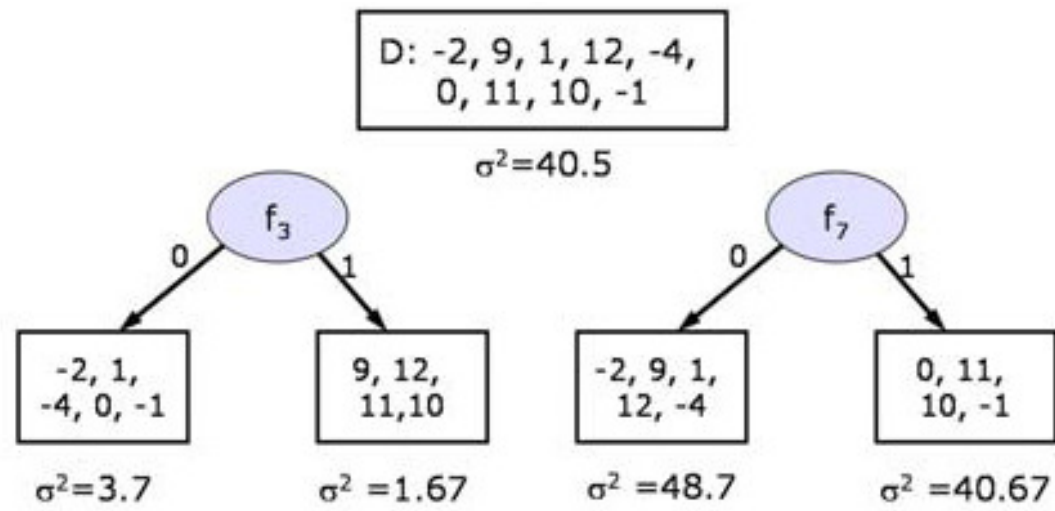 D: -2, 9, 1, 12, -4,
0, 11, 10, -1
σ²=40.5
f₃
f₇
0
1
0
1
-2, 1,
-4, 0, -1
9, 12,
11,10
-2, 9, 1,
12, -4
0, 11,
10, -1
σ²=3.7
σ² =1.67
σ² =48.7
σ² =40.67